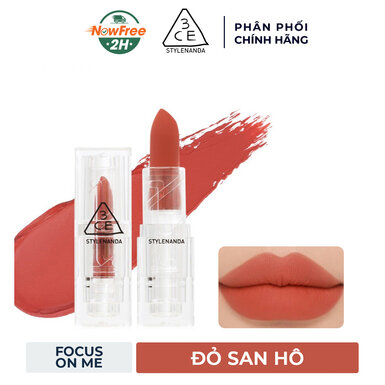 NowFree
2H
3
CE
STYLENANDA
PHÂN PHỐI
CHÍNH HÃNG
3
CE
STYLENANDA
STYLENANDA
FOCUS
ON ME
ĐỎ SAN HÔ